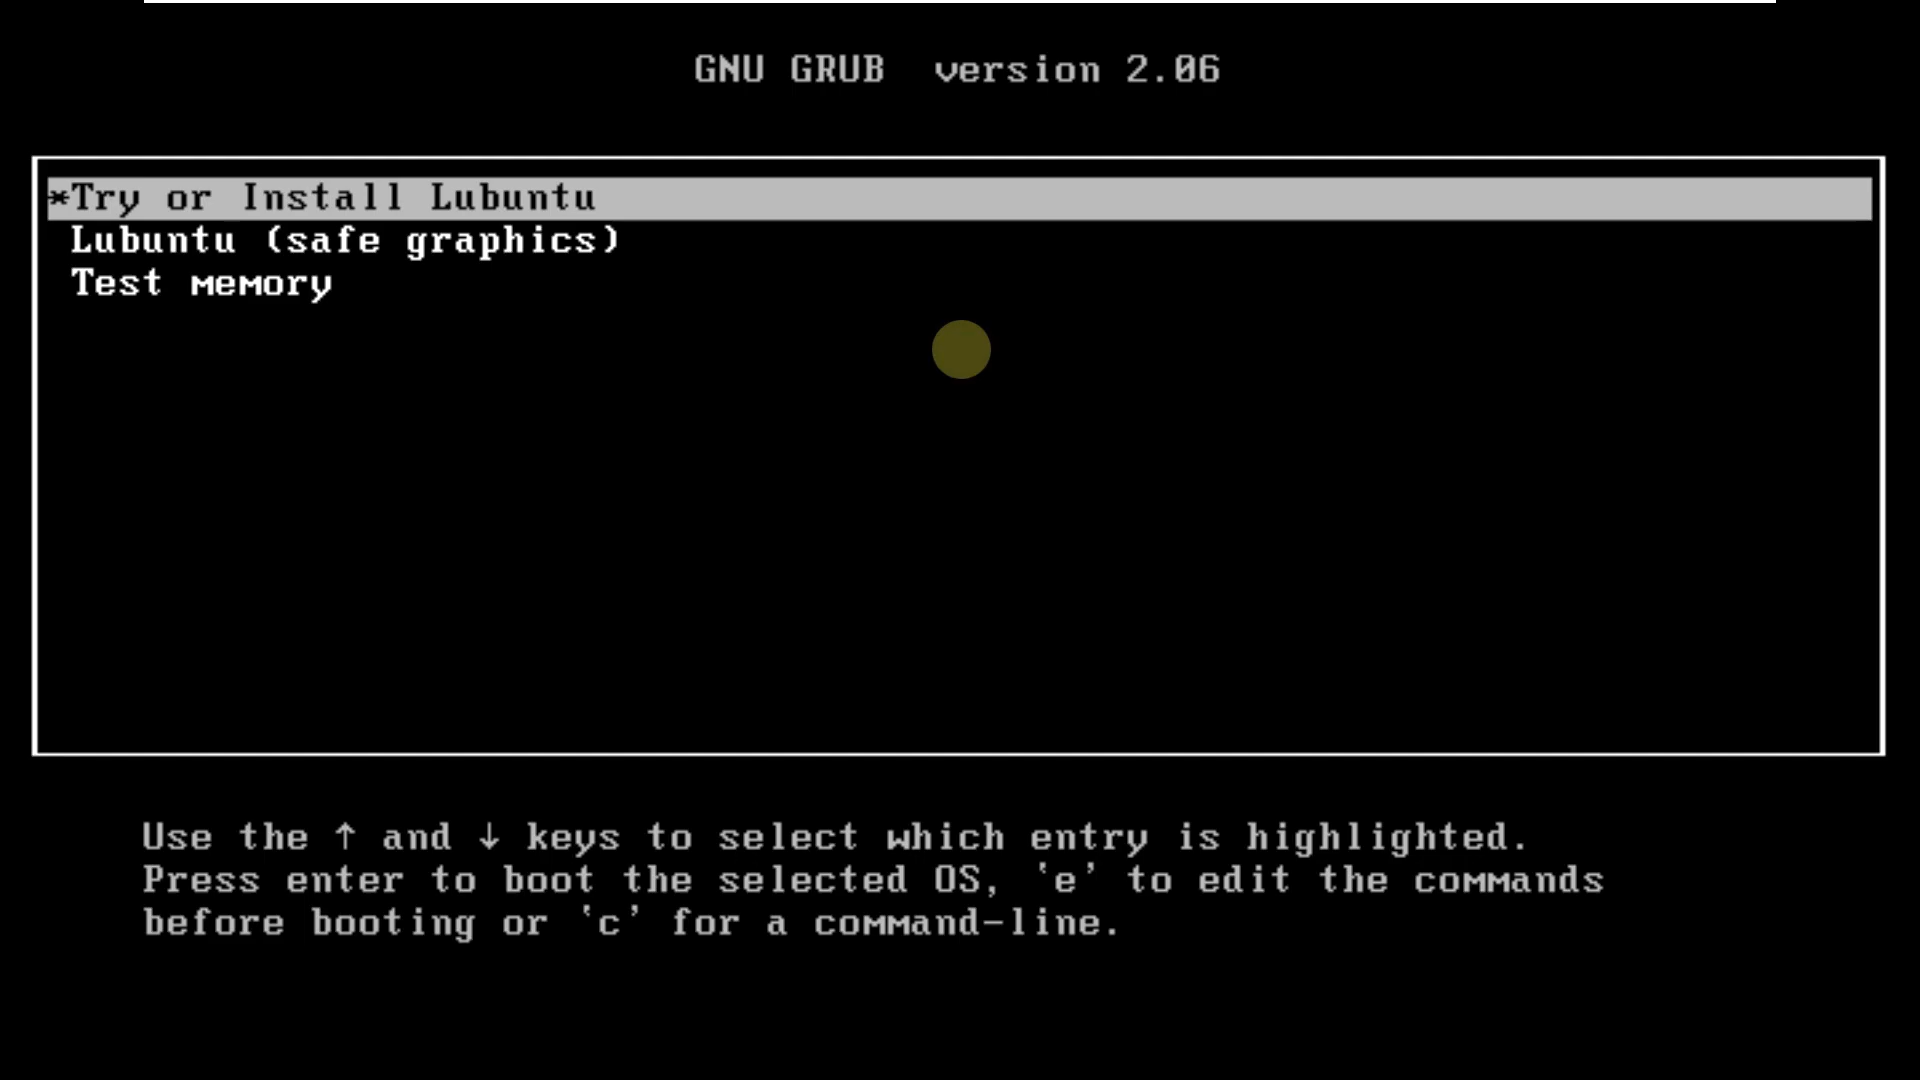 GNU GRUB  version 2.06
*Try or Install Lubuntu
Lubuntu (safe graphics)
Test memory
Use the ↑ and ↓ keys to select which entry is highlighted.
Press enter to boot the selected OS, `e' to edit the commands
before booting or `c' for a command-line.